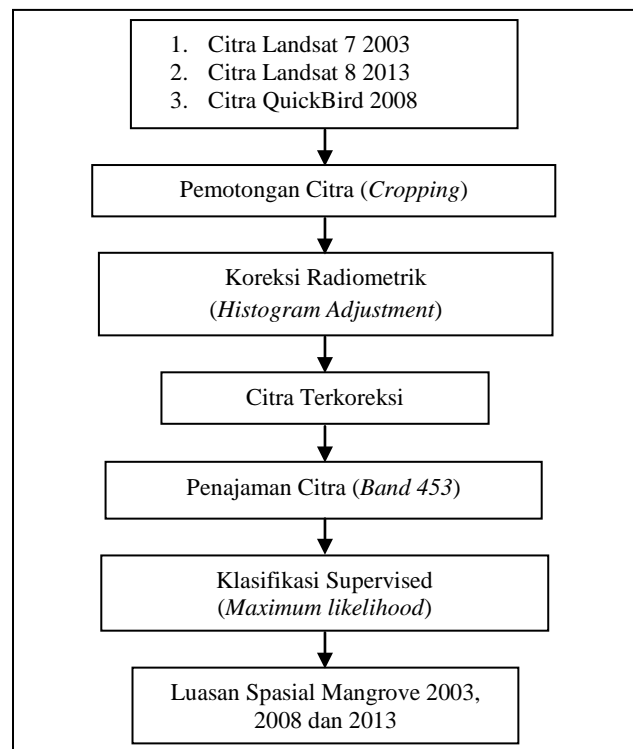 1. Citra Landsat 7 2003
2. Citra Landsat 8 2013
3. Citra QuickBird 2008
Pemotongan Citra (Cropping)
Koreksi Radiometrik
(Histogram Adjustment)
Citra Terkoreksi
Penajaman Citra (Band 453)
Klasifikasi Supervised
(Maximum likelihood)
Luasan Spasial Mangrove 2003,
2008 dan 2013